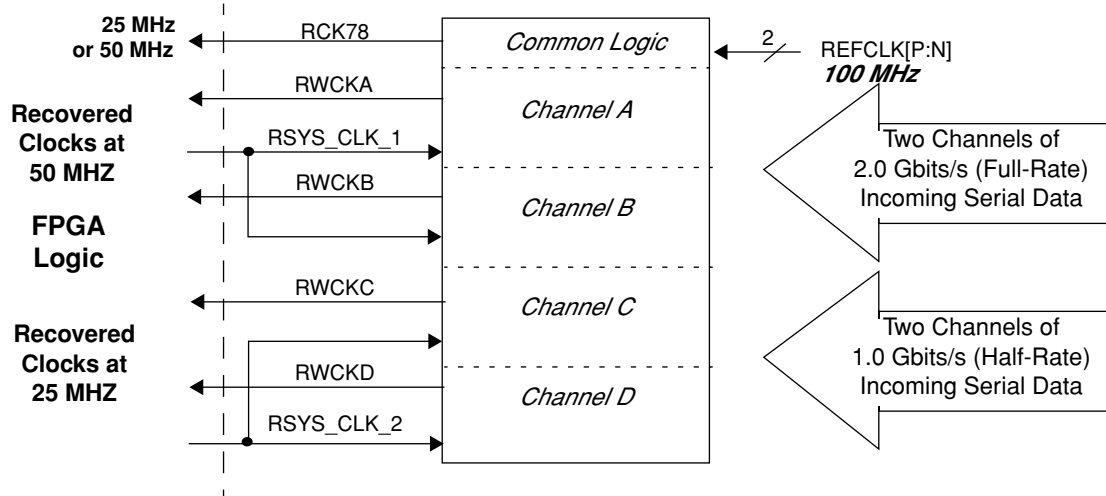 25 MHz
or 50 MHz
RCK78
Common Logic
2
REFCLK[P:N]
100 MHz
RWCKA
Channel A
Recovered
Clocks at
50 MHZ
RSYS_CLK_1
Two Channels of
2.0 Gbits/s (Full-Rate)
Incoming Serial Data
RWCKB
Channel B
FPGA
Logic
RWCKC
Channel C
Recovered
Clocks at
25 MHZ
Two Channels of
1.0 Gbits/s (Half-Rate)
Incoming Serial Data
RWCKD
Channel D
RSYS_CLK_2